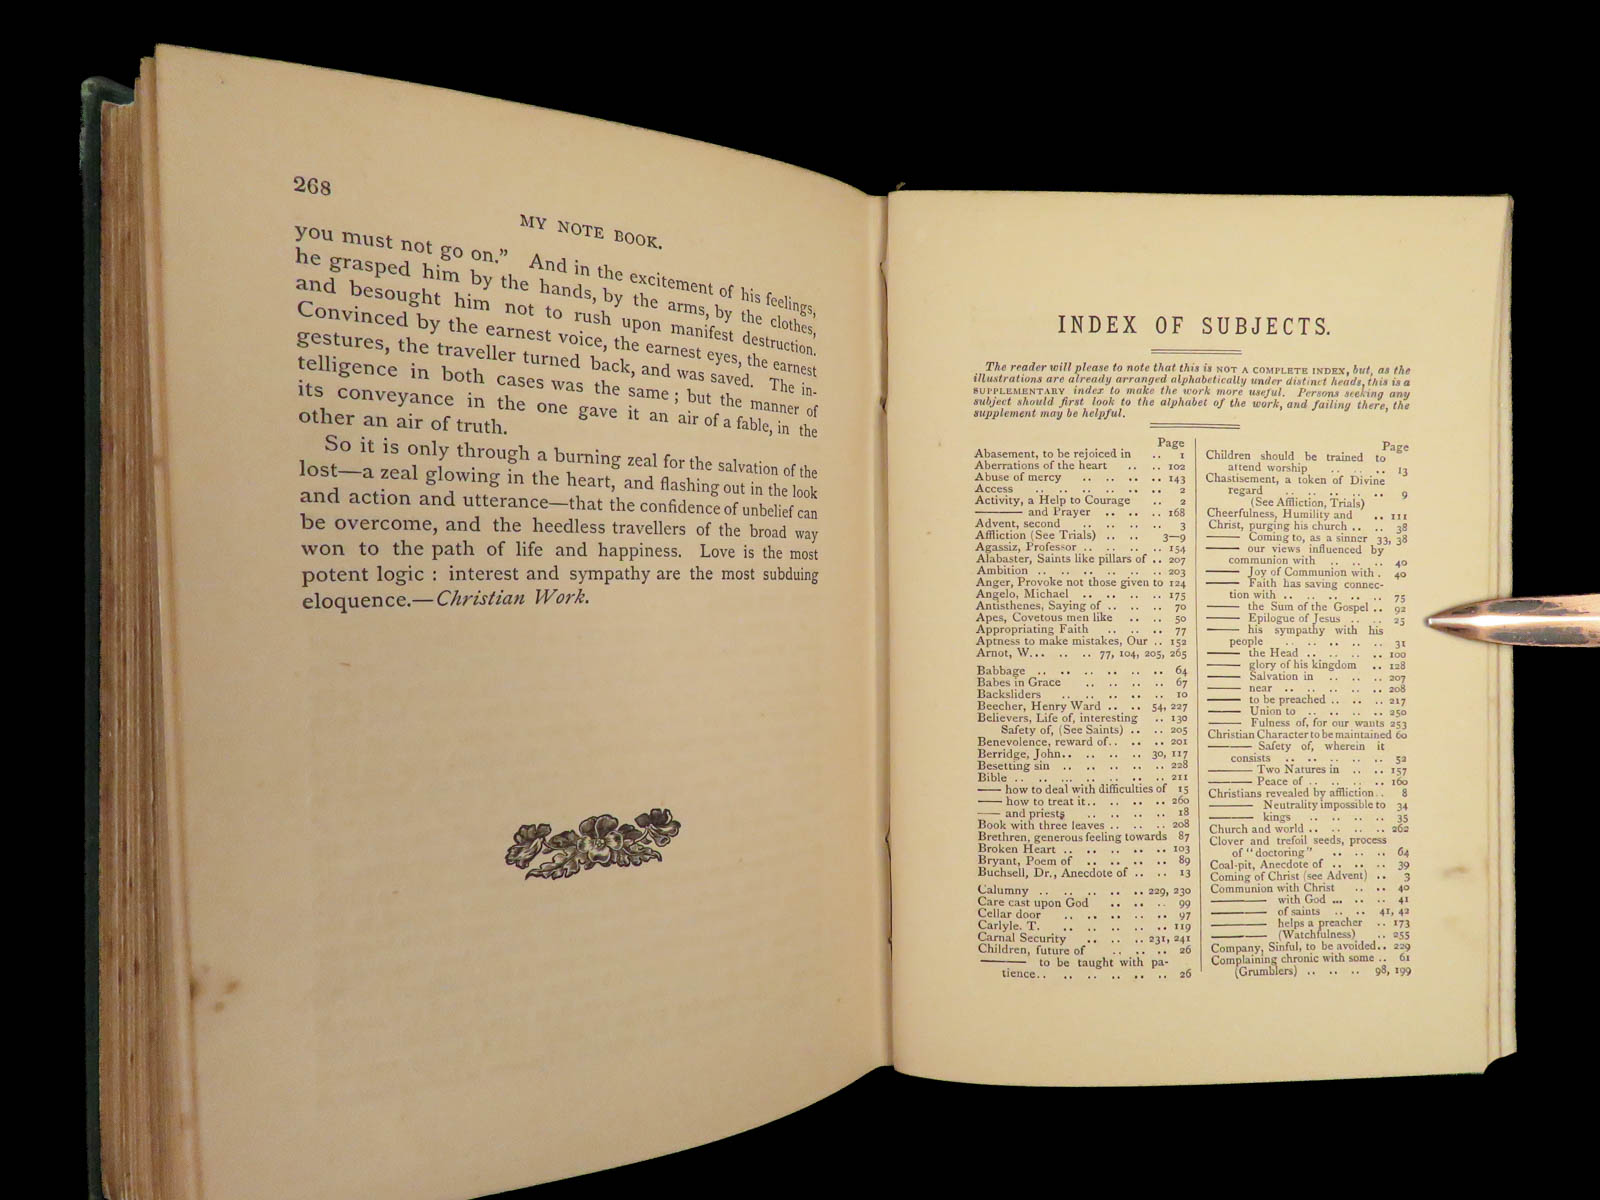 268
MY NOTE BOOK.
you must not go on.” And in the excitement of his feelings,
he grasped him by the hands, by the arms, by the clothes,
and besought him not to rush upon manifest destruction.
Convinced by the earnest voice, the earnest eyes, the earnest
gestures, the traveller turned back, and was saved. The in-
telligence in both cases was the same; but the manner of
its conveyance in the one gave it an air of a fable, in the
other an air of truth.
So it is only through a burning zeal for the salvation of the
lost—a zeal glowing in the heart, and flashing out in the look
and action and utterance—that the confidence of unbelief can
be overcome, and the heedless travellers of the broad way
won to the path of life and happiness. Love is the most
potent logic : interest and sympathy are the most subduing
eloquence.—Christian Work.
INDEX OF SUBJECTS.
The reader will please to note that this is NOT A COMPLETE INDEX, but, as the
illustrations are already arranged alphabetically under distinct heads, this is a
SUPPLEMENTARY index to make the work more useful. Persons seeking any
subject should first look to the alphabet of the work, and failing there, the
supplement may be helpful.
Page
Abasement, to be rejoiced in .. 1
Aberrations of the heart .. .. 102
Abuse of mercy .. .. .. .. 143
Access .. .. .. .. .. .. 2
Activity, a Help to Courage .. 2
—— and Prayer .. .. .. 168
Advent, second .. .. .. .. 3
Affliction (See Trials) .. .. 3—9
Agassiz, Professor .. .. .. .. 154
Alabaster, Saints like pillars of .. 207
Ambition .. .. .. .. .. .. 203
Anger, Provoke not those given to 124
Angelo, Michael .. .. .. .. 175
Antisthenes, Saying of .. .. .. 70
Apes, Covetous men like .. .. 50
Appropriating Faith .. .. .. 77
Aptness to make mistakes, Our .. 152
Arnot, W... .. .. .. 77, 104, 205, 265
Babbage .. .. .. .. .. .. 64
Babes in Grace .. .. .. .. 67
Backsliders .. .. .. .. .. 10
Beecher, Henry Ward .. .. 54, 227
Believers, Life of, interesting .. 130
Safety of, (See Saints) .. .. 205
Benevolence, reward of.. .. .. 201
Berridge, John.. .. .. .. 30, 117
Besetting sin .. .. .. .. .. 228
Bible .. .. ... .. .. .. .. 211
—— how to deal with difficulties of 15
—— how to treat it.. .. .. .. 260
—— and priests .. .. .. .. 18
Book with three leaves .. .. .. 208
Brethren, generous feeling towards 87
Broken Heart .. .. .. .. .. 103
Bryant, Poem of .. .. .. .. 89
Buchsell, Dr., Anecdote of .. .. 13
Calumny .. .. .. .. .. 229, 230
Care cast upon God .. .. .. 99
Cellar door .. .. .. .. .. 97
Carlyle. T. .. .. .. .. .. 119
Carnal Security .. .. .. 231, 241
Children, future of .. .. .. 26
—— to be taught with pa-
tience.. .. .. .. .. .. .. 26
Page
Children should be trained to
attend worship .. .. .. 13
Chastisement, a token of Divine
regard .. .. .. .. .. .. 9
(See Affliction, Trials)
Cheerfulness, Humility and .. 111
Christ, purging his church .. .. 38
—— Coming to, as a sinner 33, 38
—— our views influenced by
communion with .. .. .. 40
—— Joy of Communion with . 40
—— Faith has saving connec-
tion with .. .. .. .. .. .. 75
—— the Sum of the Gospel .. 92
—— Epilogue of Jesus .. .. 25
—— his sympathy with his
people .. .. .. .. .. .. 31
—— the Head .. .. .. .. 100
—— glory of his kingdom .. 128
—— Salvation in .. .. .. 207
—— near .. .. .. .. .. 208
—— to be preached .. .. .. 217
—— Union to .. .. .. .. 250
—— Fulness of, for our wants 253
Christian Character to be maintained 60
—— Safety of, wherein it
consists .. .. .. .. .. .. 52
—— Two Natures in .. .. 157
—— Peace of .. .. .. .. 160
Christians revealed by affliction.. 8
—— Neutrality impossible to 34
—— kings .. .. .. .. 35
Church and world .. .. .. .. 262
Clover and trefoil seeds, process
of “doctoring” .. .. .. 64
Coal-pit, Anecdote of .. .. .. 39
Coming of Christ (see Advent) .. 3
Communion with Christ .. .. 40
—— with God ... .. .. 41
—— of saints .. .. 41, 42
—— helps a preacher .. 173
—— (Watchfulness) .. 255
Company, Sinful, to be avoided.. 229
Complaining chronic with some .. 61
(Grumblers) .. .. .. 98, 199